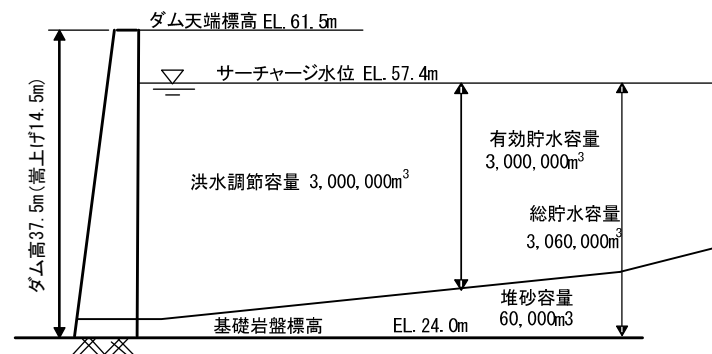 ダム天端標高 EL.61.5m
サーチャージ水位 EL.57.4m
ダム高37.5m(嵩上げ14.5m)
有効貯水容量
3,000,000m³
洪水調節容量 3,000,000m³
総貯水容量
3,060,000m³
堆砂容量
60,000m3
基礎岩盤標高 EL.24.0m